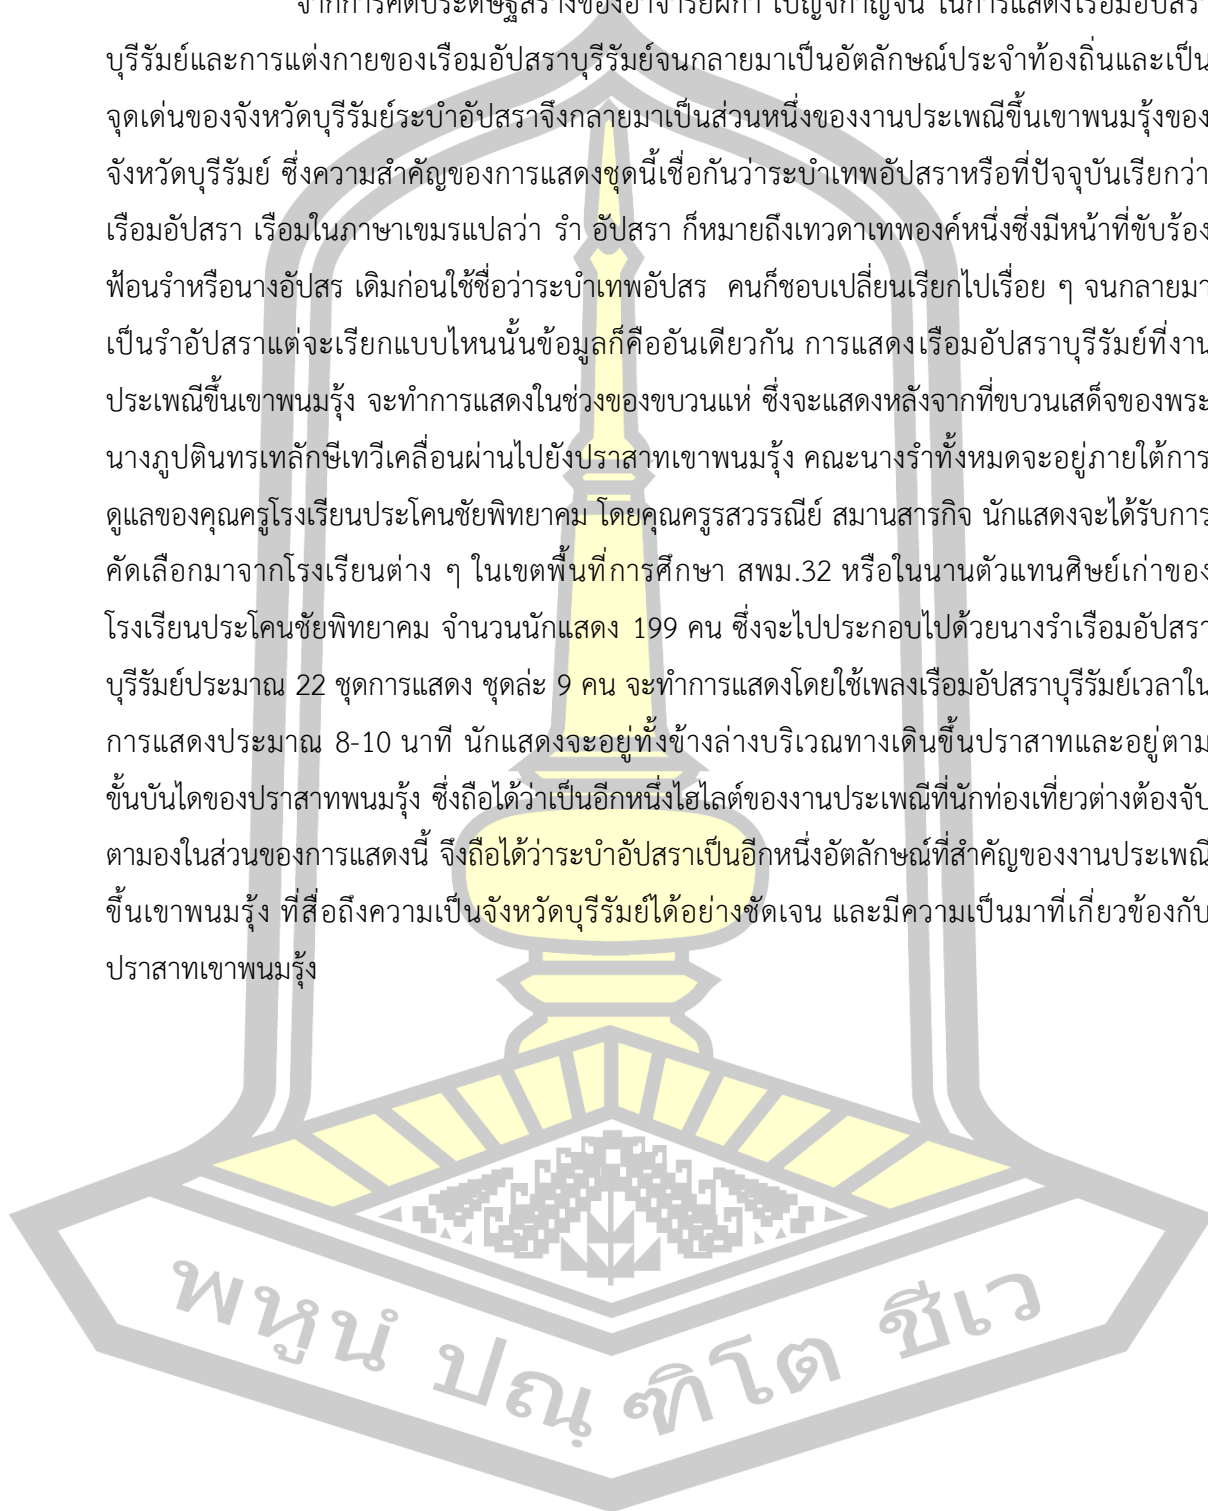 จากการคิดประดิษฐ์สร้างของอาจารย์ผกา เบญจกาญจน์ ในการแสดงเรือมอัปสรา
บุรีรัมย์และการแต่งกายของเรือมอัปสราบุรีรัมย์จนกลายมาเป็นอัตลักษณ์ประจำท้องถิ่นและเป็น
จุดเด่นของจังหวัดบุรีรัมย์ระบำอัปสราจึงกลายมาเป็นส่วนหนึ่งของงานประเพณีขึ้นเขาพนมรุ้งของ
จังหวัดบุรีรัมย์ ซึ่งความสำคัญของการแสดงชุดนี้เชื่อกันว่าระบำเทพอัปสราหรือที่ปัจจุบันเรียกว่า
เรือมอัปสรา เรือมในภาษาเขมรแปลว่า รำ อัปสรา ก็หมายถึงเทวดาเทพองค์หนึ่งซึ่งมีหน้าที่ขับร้อง
ฟ้อนรำหรือนางอัปสร เดิมก่อนใช้ชื่อว่าระบำเทพอัปสร คนก็ชอบเปลี่ยนเรียกไปเรื่อย ๆ จนกลายมา
เป็นรำอัปสราแต่จะเรียกแบบไหนนั้นข้อมูลก็คืออันเดียวกัน การแสดงเรือมอัปสราบุรีรัมย์ที่งาน
ประเพณีขึ้นเขาพนมรุ้ง จะทำการแสดงในช่วงของขบวนแห่ ซึ่งจะแสดงหลังจากที่ขบวนเสด็จของพระ
นางภูปตินทรเทลักษีเทวีเคลื่อนผ่านไปยังปราสาทเขาพนมรุ้ง คณะนางรำทั้งหมดจะอยู่ภายใต้การ
ดูแลของคุณครูโรงเรียนประโคนชัยพิทยาคม โดยคุณครูรสวรรณีย์ สมานสารกิจ นักแสดงจะได้รับการ
คัดเลือกมาจากโรงเรียนต่าง ๆ ในเขตพื้นที่การศึกษา สพม.32 หรือในนานตัวแทนศิษย์เก่าของ
โรงเรียนประโคนชัยพิทยาคม จำนวนนักแสดง 199 คน ซึ่งจะไปประกอบไปด้วยนางรำเรือมอัปสรา
บุรีรัมย์ประมาณ 22 ชุดการแสดง ชุดล่ะ 9 คน จะทำการแสดงโดยใช้เพลงเรือมอัปสราบุรีรัมย์เวลาใน
การแสดงประมาณ 8-10 นาที นักแสดงจะอยู่ทั้งข้างล่างบริเวณทางเดินขึ้นปราสาทและอยู่ตาม
ขั้นบันไดของปราสาทพนมรุ้ง ซึ่งถือได้ว่าเป็นอีกหนึ่งไฮไลต์ของงานประเพณีที่นักท่องเที่ยวต่างต้องจับ
ตามองในส่วนของการแสดงนี้ จึงถือได้ว่าระบำอัปสราเป็นอีกหนึ่งอัตลักษณ์ที่สำคัญของงานประเพณี
ขึ้นเขาพนมรุ้ง ที่สื่อถึงความเป็นจังหวัดบุรีรัมย์ได้อย่างชัดเจน และมีความเป็นมาที่เกี่ยวข้องกับ
ปราสาทเขาพนมรุ้ง
พหูนํ ปณฺฑิโต ชีเว